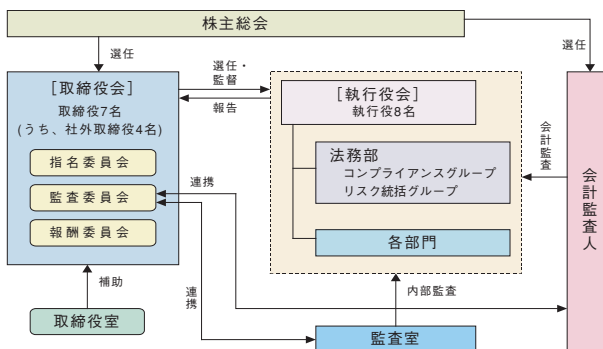 株主総会
選任
選任・
監督
報告
選任
[取締役会]
取締役7名
(うち、社外取締役4名)
指名委員会
監査委員会
報酬委員会
[執行役会]
執行役8名
法務部
コンプライアンスグループ
リスク統括グループ
各部門
会計監査
会計監査人
連携
補助
連携
内部監査
取締役室
監査室